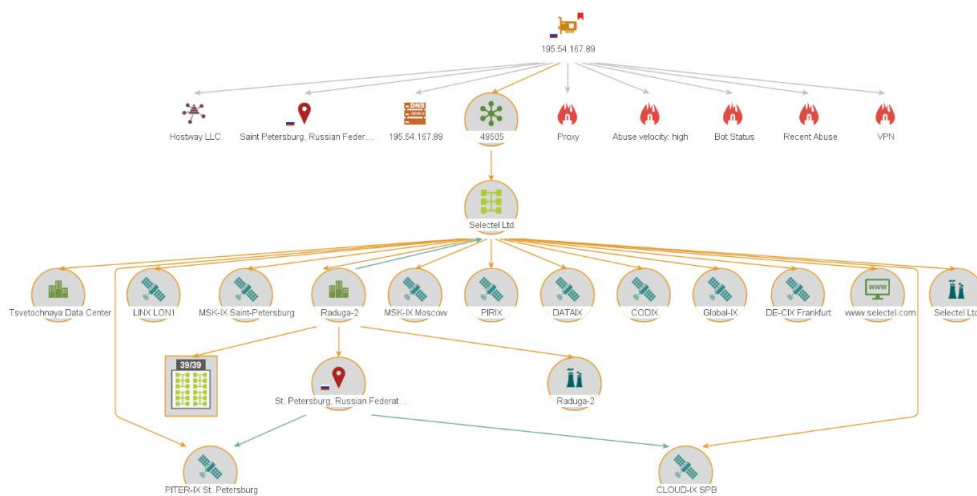 195.54.167.89
Hostway LLC
Saint Petersburg, Russian Feder...
DNS
195.54.167.89
49505
Proxy
Abuse velocity: high
Bot Status
Recent Abuse
VPN
Selectel Ltd
Tsvetochnaya Data Center
LINX LON1
MSK-IX Saint-Petersburg
Raduga-2
MSK-IX Moscow
PIRIX
DATAIX
CODIX
Global-IX
DE-CIX Frankfurt
www
www.selectel.com
Selectel Ltd
39/39
St. Petersburg, Russian Federat...
Raduga-2
PITER-IX St. Petersburg
CLOUD-IX SPB